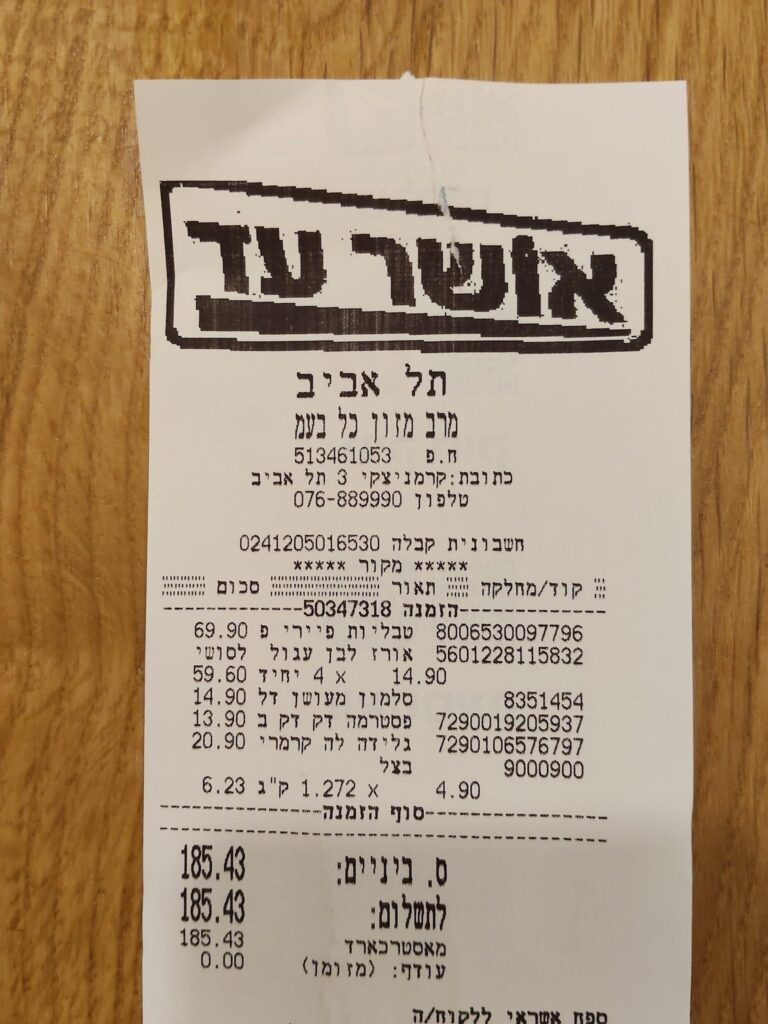 אושר עד
תל אביב
מרב מזון כל בעמ
ח.פ 513461053
כתובת:קרמניצקי 3 תל אביב
טלפון 076-889990
חשבונית קבלה 0241205016530
***** מקור *****
קוד/מחלקה תאור סכום
---------------הזמנה 50347318---------------
8006530097796 טבליות פיירי פ 69.90
5601228115832 אורז לבן עגול לסושי
14.90 x 4 יחיד 59.60
8351454 סלמון מעושן דל 14.90
7290019205937 פסטרמה דק דק ב 13.90
7290106576797 גלידה לה קרמרי 20.90
9000900 בצל
4.90 x 1.272 ק"ג 6.23
-----------------סוף הזמנה-----------------
ס. ביניים: 185.43
לתשלום: 185.43
מאסטרכארד 185.43
עודף: (מזומן) 0.00
ספח אשראי ללקוח/ה